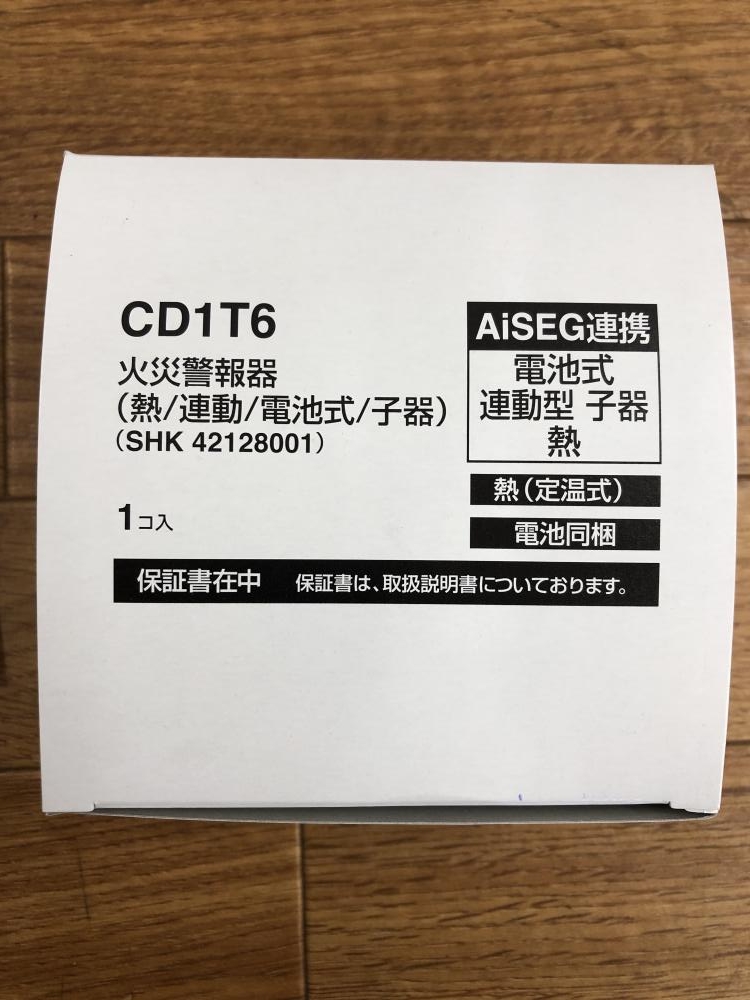 CD1T6
火災警報器
(熱/連動/電池式/子器)
(SHK 42128001)
1コ入
AiSEG連携
電池式
連動型 子器
熱
熱(定温式)
電池同梱
保証書在中 保証書は、取扱説明書についております。